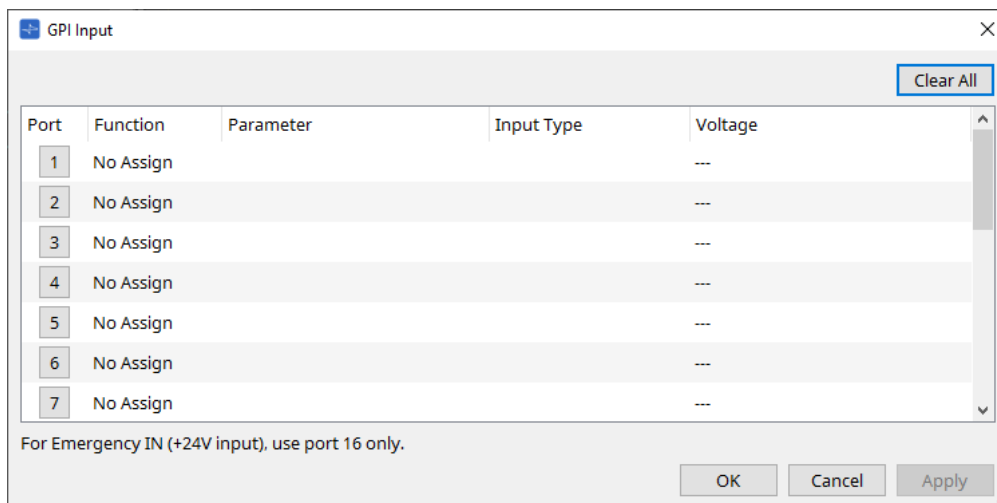 GPI Input
Clear All
Port Function Parameter Input Type Voltage
1 No Assign ---
2 No Assign ---
3 No Assign ---
4 No Assign ---
5 No Assign ---
6 No Assign ---
7 No Assign ---
For Emergency IN (+24V input), use port 16 only.
OK Cancel Apply